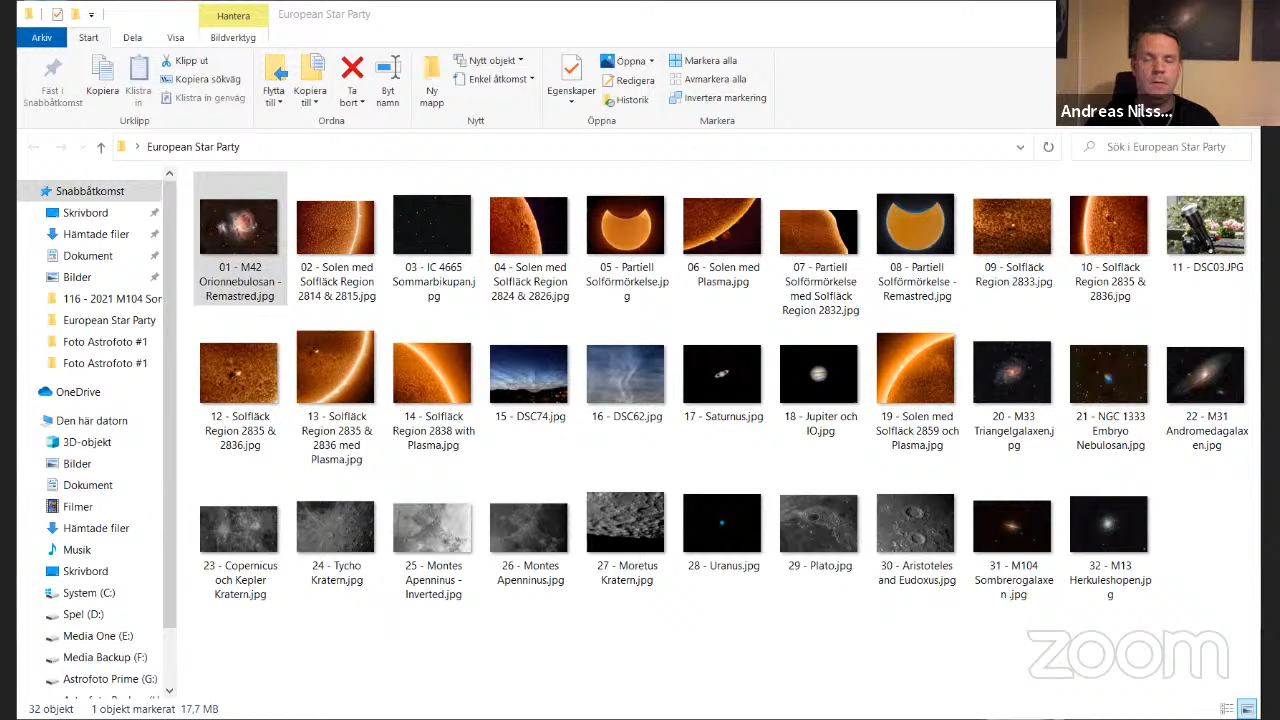 Hantera
European Star Party
Arkiv
Start
Dela
Visa
Bildverktyg
Fäst i
Snabbåtkomst
Kopiera
Klistra
in
Klipp ut
Kopiera sökväg
Klistra in genväg
Urklipp
Flytta
till
Kopiera
till
Ta
bort
Byt
namn
Ordna
Ny
mapp
Nytt objekt
Enkel åtkomst
Nytt
Egenskaper
Öppna
Redigera
Historik
Öppna
Markera alla
Avmarkera alla
Invertera markering
Markera
Andreas Nilss...
European Star Party
Sök i European Star Party
Snabbåtkomst
Skrivbord
Hämtade filer
Dokument
Bilder
116 - 2021 M104 Sor
European Star Party
Foto Astrofoto #1
Foto Astrofoto #1
OneDrive
Den här datorn
3D-objekt
Bilder
Dokument
Filmer
Hämtade filer
Musik
Skrivbord
System (C:)
Spel (D:)
Media One (E:)
Media Backup (F:)
Astrofoto Prime (G:)
01 - M42
Orionnebulosan -
Remastred.jpg
02 - Solen med
Solfläck Region
2814 & 2815.jpg
03 - IC 4665
Sommarbikupan.j
pg
04 - Solen med
Solfläck Region
2824 & 2826.jpg
05 - Partiell
Solförmörkelse.jp
g
06 - Solen med
Plasma.jpg
07 - Partiell
Solförmörkelse
med Solfläck
Region 2832.jpg
08 - Partiell
Solförmörkelse -
Remastred.jpg
09 - Solfläck
Region 2833.jpg
10 - Solfläck
Region 2835 &
2836.jpg
11 - DSC03.JPG
12 - Solfläck
Region 2835 &
2836.jpg
13 - Solfläck
Region 2835 &
2836 med
Plasma.jpg
14 - Solfläck
Region 2838 with
Plasma.jpg
15 - DSC74.jpg
16 - DSC62.jpg
17 - Saturnus.jpg
18 - Jupiter och
IO.jpg
19 - Solen med
Solfläck 2859 och
Plasma.jpg
20 - M33
Triangelgalaxen.j
pg
21 - NGC 1333
Embryo
Nebulosan.jpg
22 - M31
Andromedagalax
en.jpg
23 - Copernicus
och Kepler
Kratern.jpg
24 - Tycho
Kratern.jpg
25 - Montes
Apenninus -
Inverted.jpg
26 - Montes
Apenninus.jpg
27 - Moretus
Kratern.jpg
28 - Uranus.jpg
29 - Plato.jpg
30 - Aristoteles
and Eudoxus.jpg
31 - M104
Sombrerogalaxe
n .jpg
32 - M13
Herkuleshopen.jp
g
zoom
32 objekt
1 objekt markerat
17,7 MB